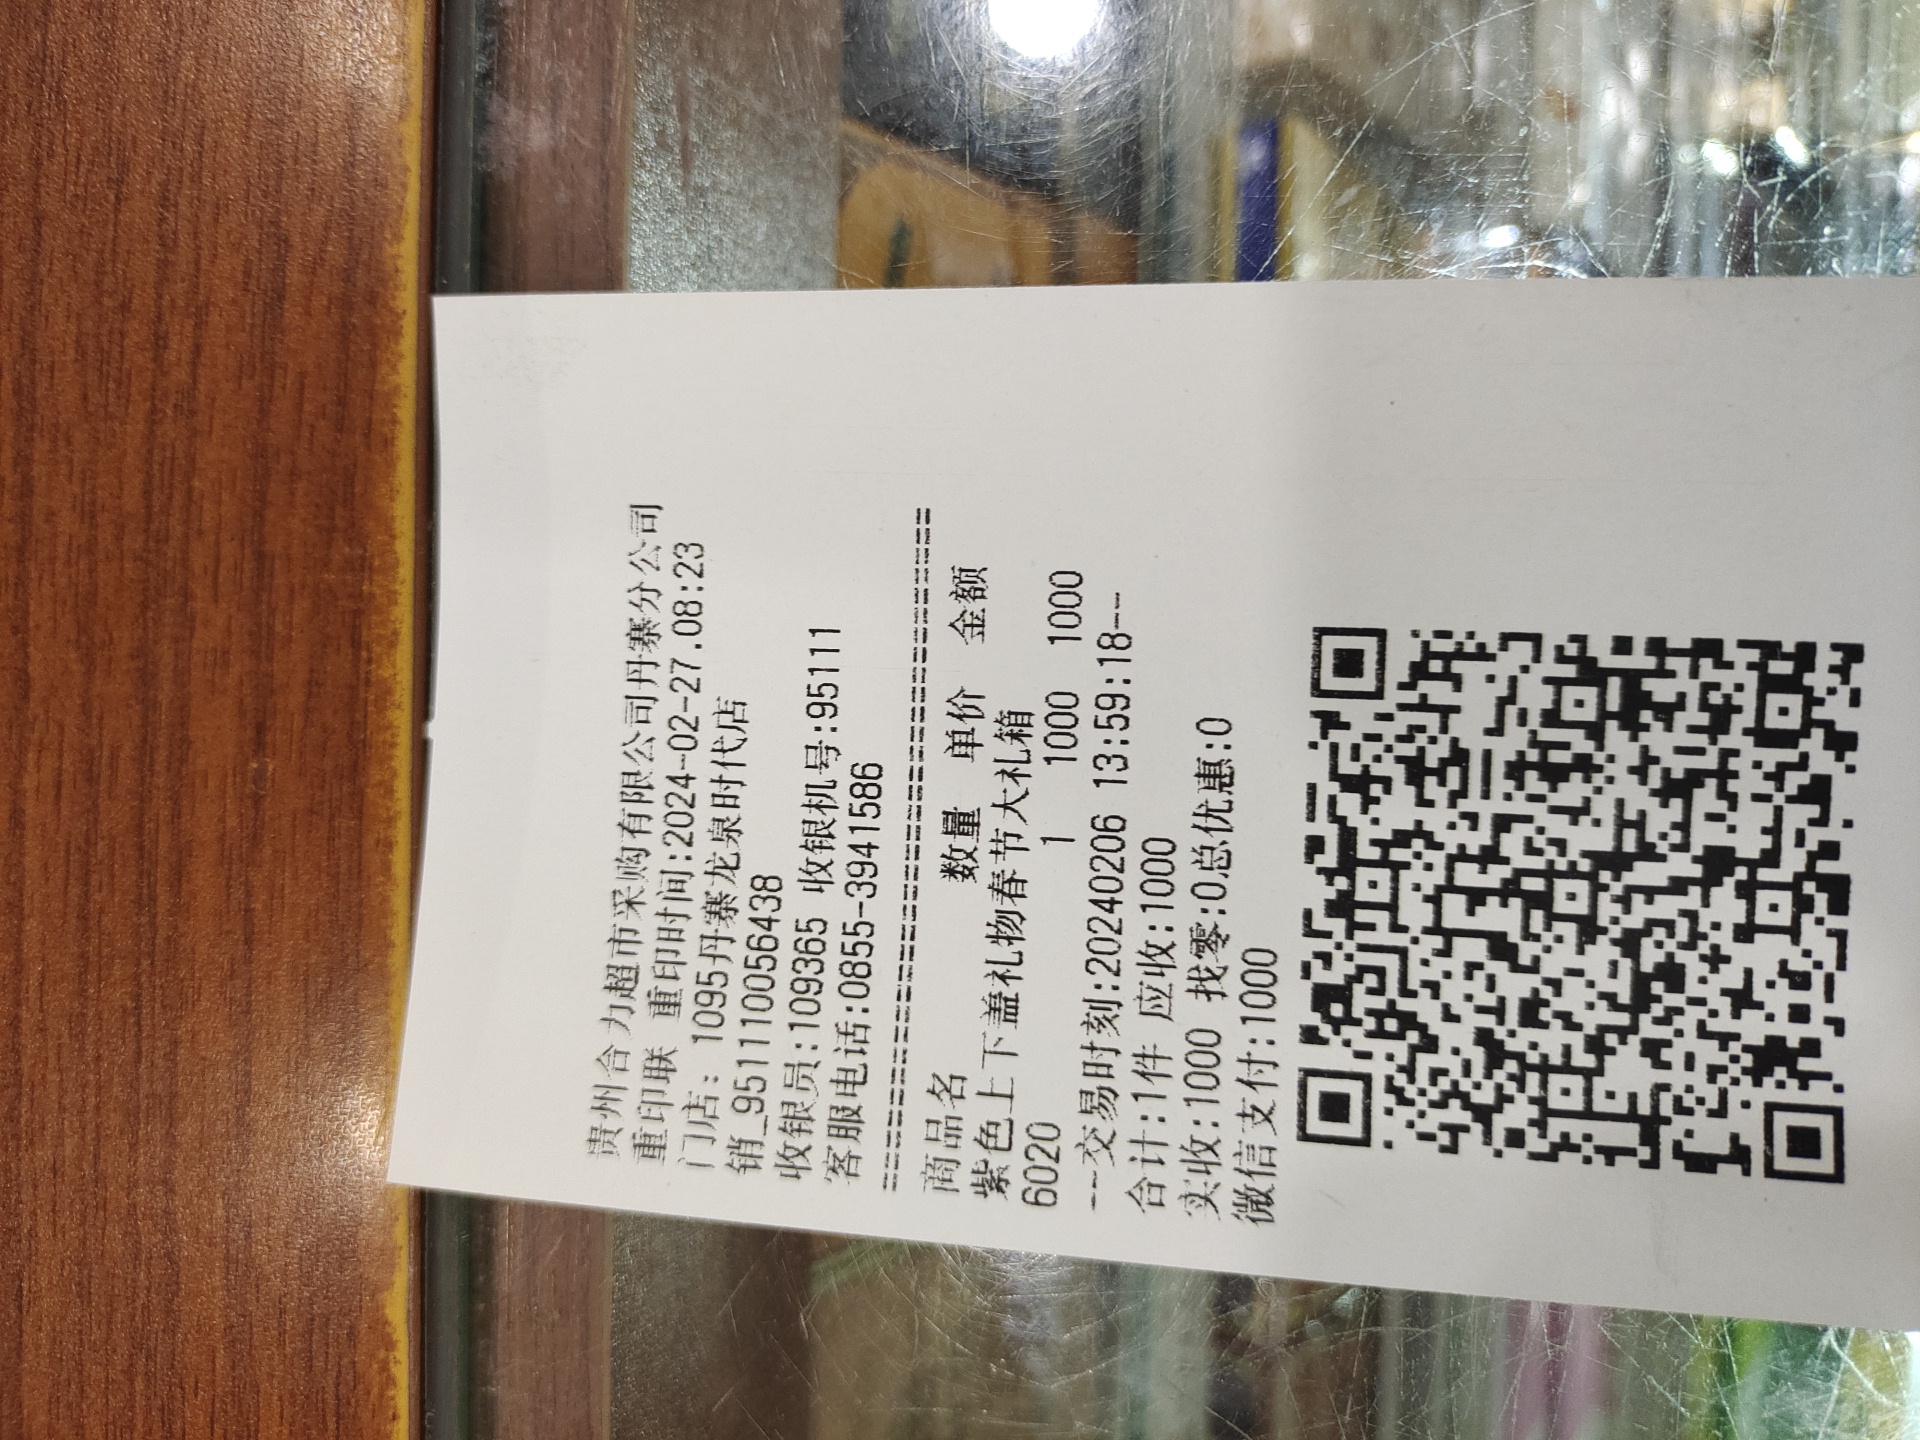 贵州合力超市采购有限公司丹寨分公司
重印联 重印时间:2024-02-27.08:23
门店: 1095丹寨龙泉时代店
销_9511110056438
收银员:109365 收银机号:95111
客服电话:0855-3941586
==========================================
商品名 数量 单价 金额
紫色上下盖礼物春节大礼箱
6020 1 1000 1000
--交易时刻:20240206 13:59:18--
合计:1件 应收:1000
实收:1000 找零:0总优惠:0
微信支付:1000